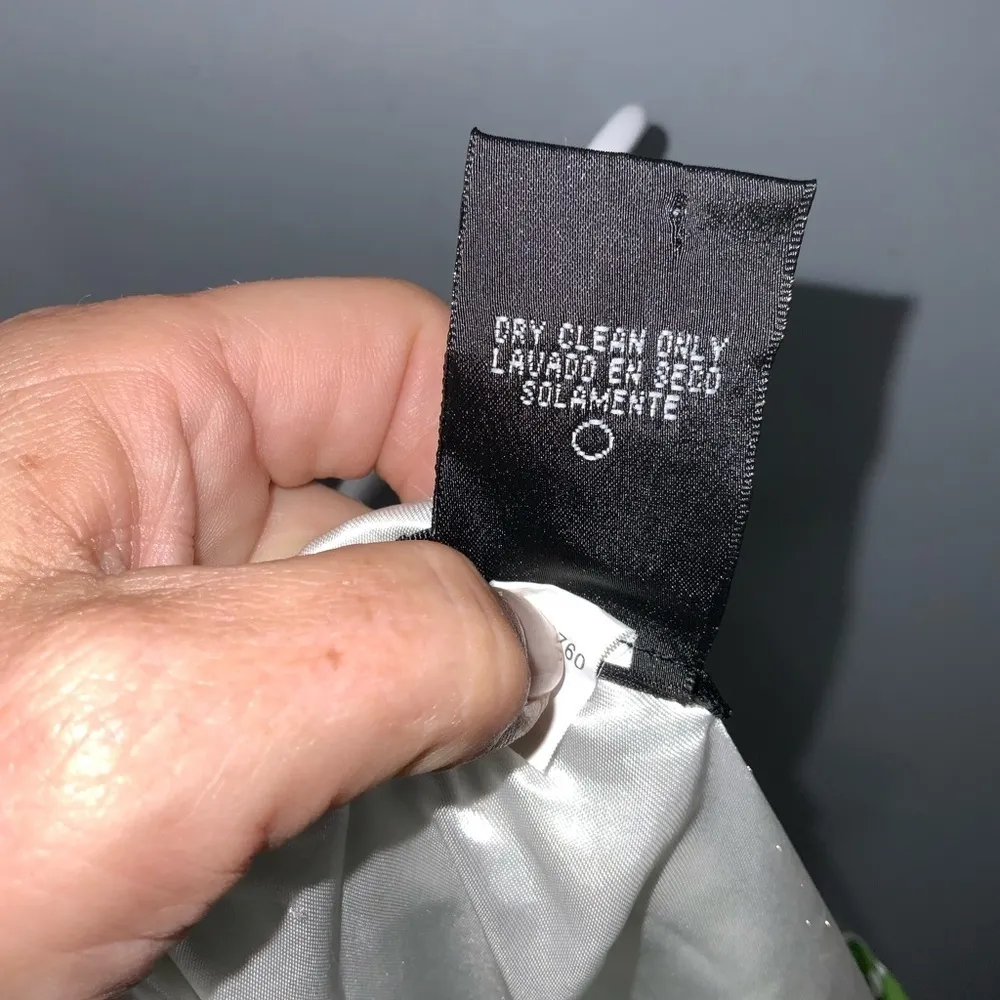 DRY CLEAN ONLY
LAVADO EN SECO
SOLAMENTE